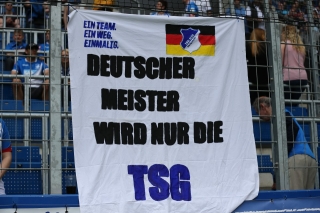 EIN TEAM.
EIN WEG.
EINMALIG.
DEUTSCHER
MEISTER
WIRD NUR DIE
TSG